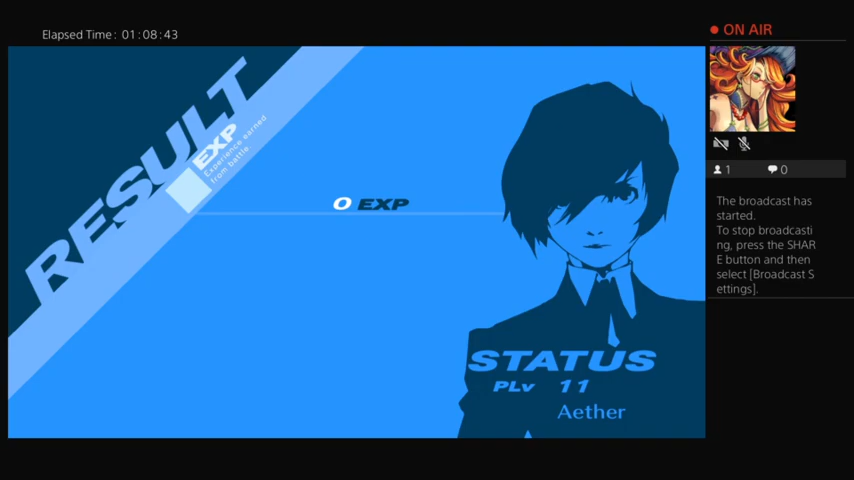 Elapsed Time: 01:08:43
ON AIR
RESULT
EXP
Experience earned
from battle.
0 EXP
1
0
The broadcast has
started.
To stop broadcasti
ng, press the SHAR
E button and then
select [Broadcast S
ettings].
STATUS
PLv 11
Aether